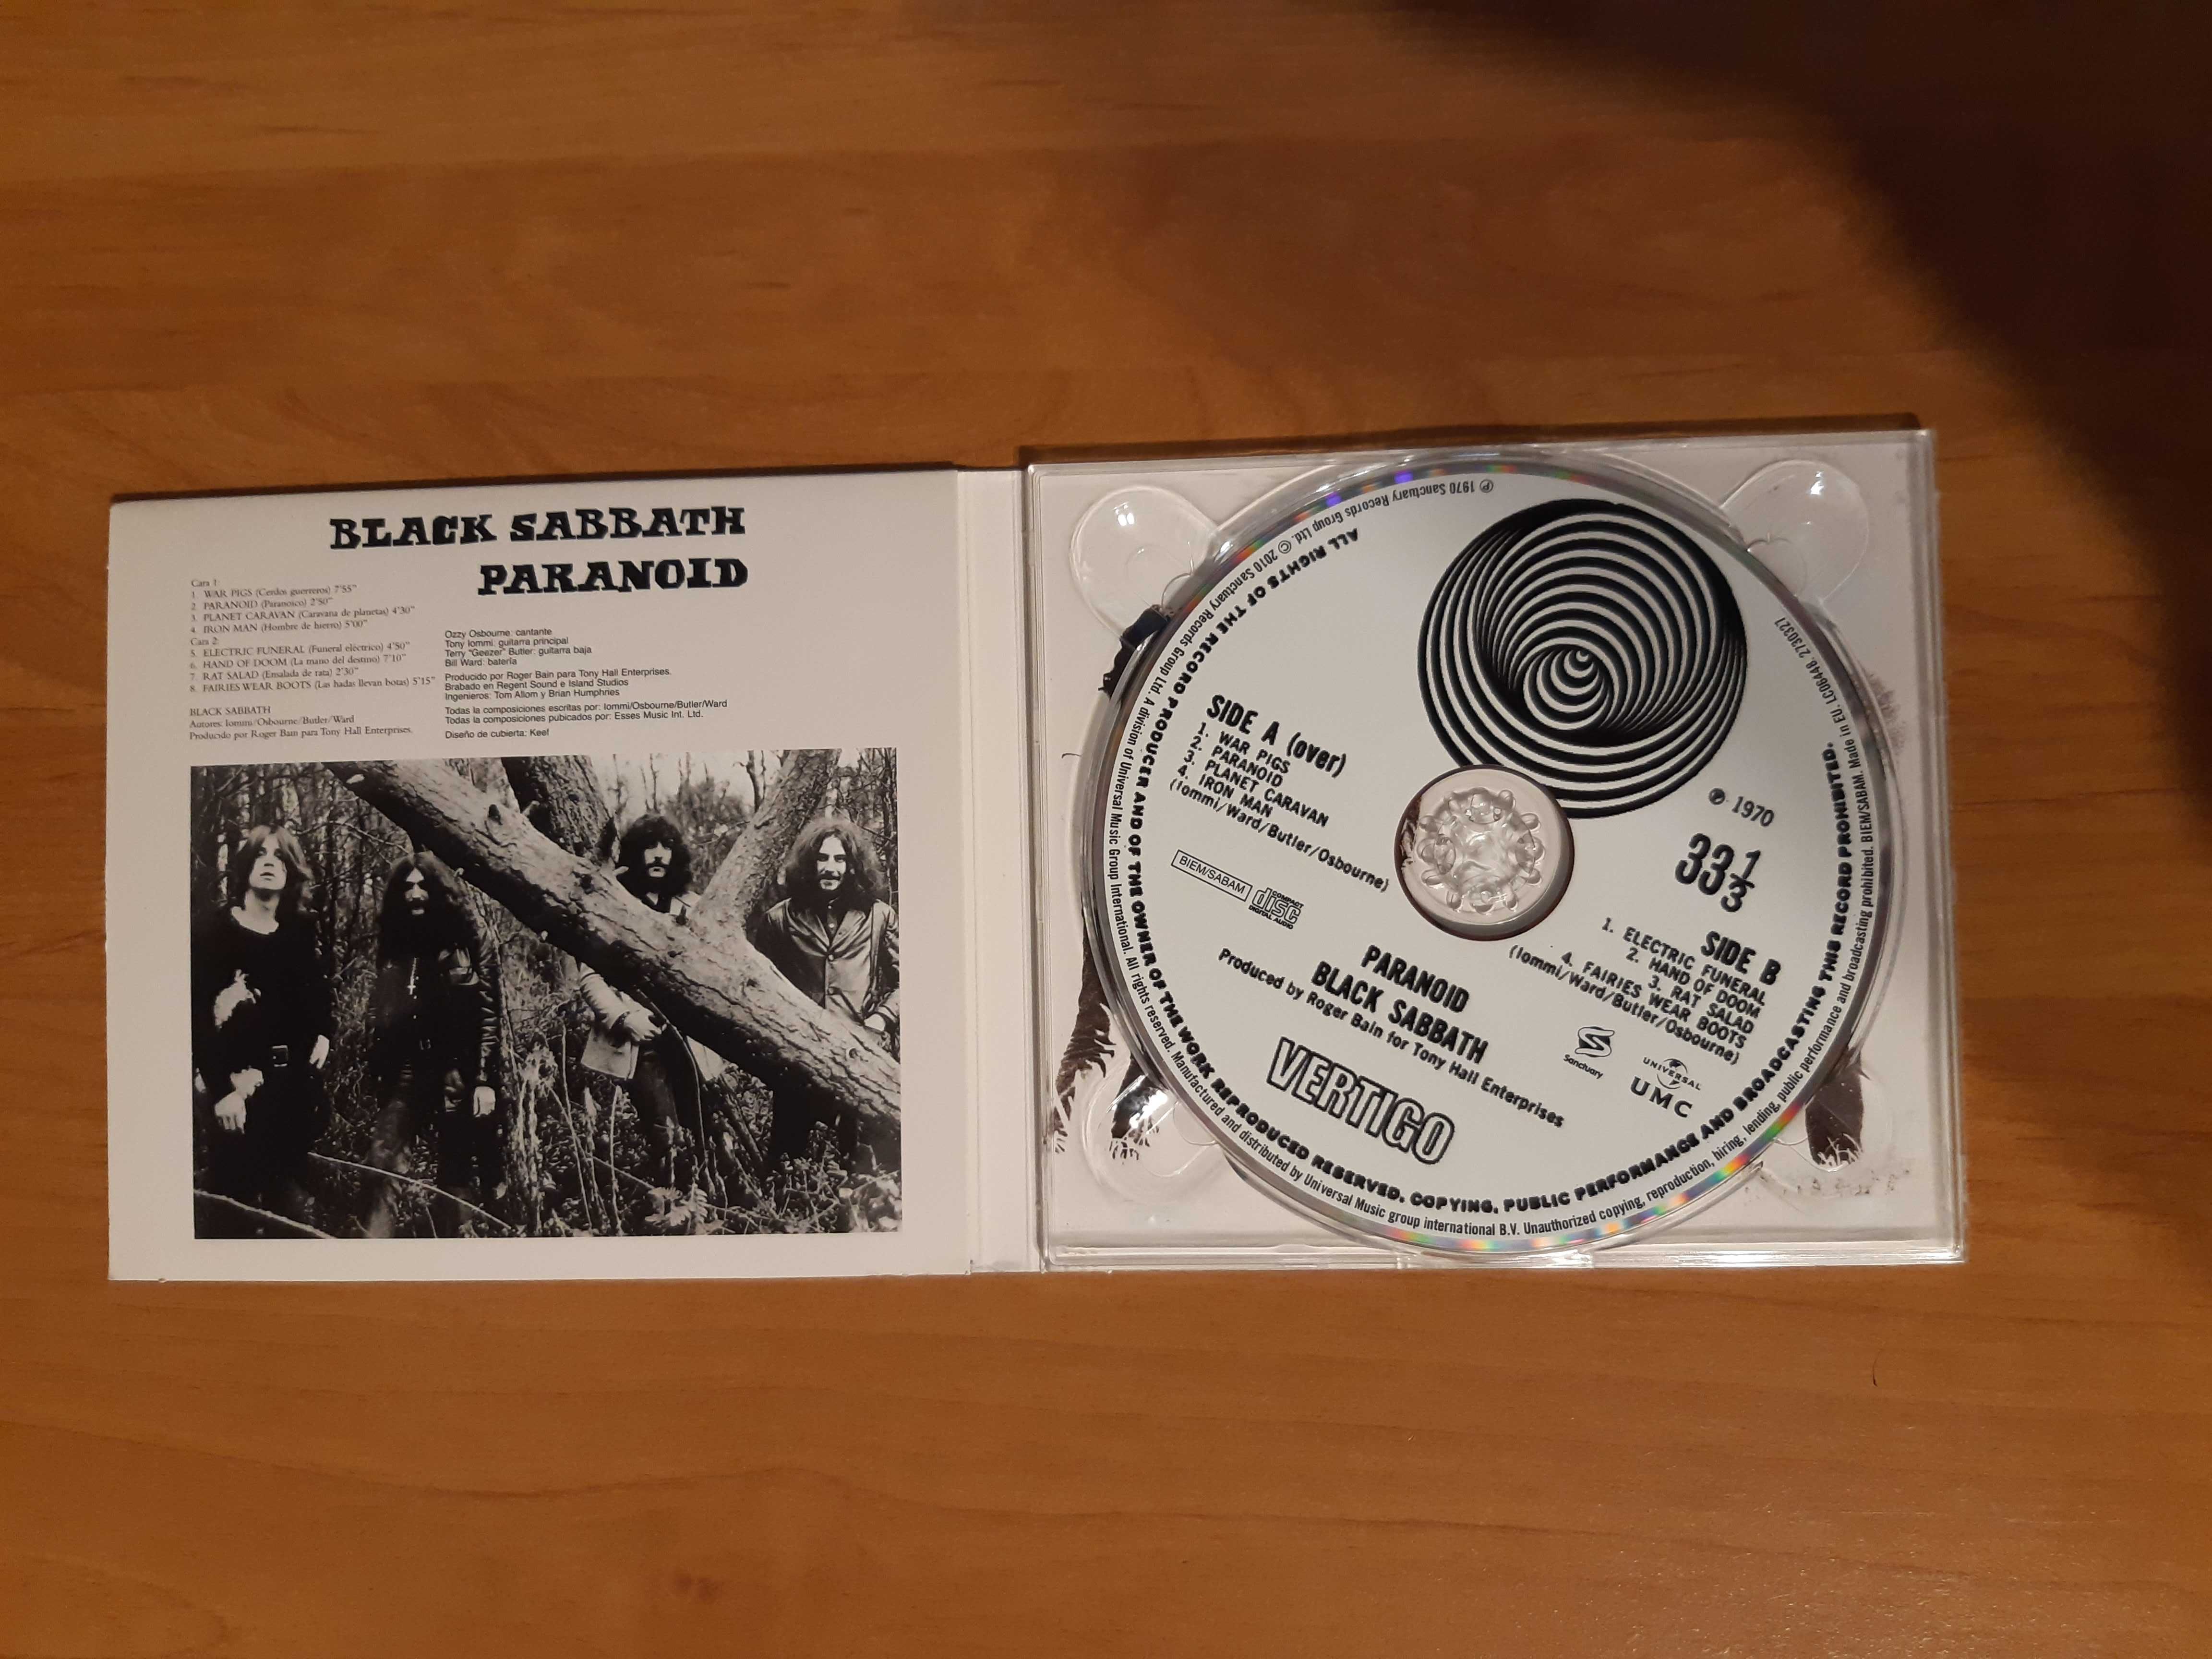 BLACK SABBATH
PARANOID
Cara 1:
1. WAR PIGS (Cerdos guerreros) 7'55"
2. PARANOID (Paranoico) 2'50"
3. PLANET CARAVAN (Caravana de planetas) 4'30"
4. IRON MAN (Hombre de hierro) 5'00"
Cara 2:
5. ELECTRIC FUNERAL (Funeral eléctrico) 4'50"
6. HAND OF DOOM (La mano del destino) 7'10"
7. RAT SALAD (Ensalada de rata) 2'30"
8. FAIRIES WEAR BOOTS (Las hadas llevan botas) 5'15"
BLACK SABBATH
Autores: Iommi/Osbourne/Butler/Ward
Producido por Roger Bain para Tony Hall Enterprises.
Ozzy Osbourne: cantante
Tony Iommi: guitarra principal
Terry "Geezer" Butler: guitarra baja
Bill Ward: batería
Producido por Roger Bain para Tony Hall Enterprises.
Brabado en Regent Sound e Island Studios
Ingenieros: Tom Allom y Brian Humphries
Todas la composiciones escritas por: Iommi/Osbourne/Butler/Ward
Todas la composiciones pubicados por: Esses Music Int. Ltd.
Diseño de cubierta: Keef
SIDE A (over)
1. WAR PIGS
2. PARANOID
3. PLANET CARAVAN
4. IRON MAN
(Iommi/Ward/Butler/Osbourne)
BIEM/SABAM
COMPACT
disc
DIGITAL AUDIO
℗ 1970
33 1/3
SIDE B
1. ELECTRIC FUNERAL
2. HAND OF DOOM
3. RAT SALAD
4. FAIRIES WEAR BOOTS
(Iommi/Ward/Butler/Osbourne)
PARANOID
BLACK SABBATH
Produced by Roger Bain for Tony Hall Enterprises
VERTIGO
Sanctuary
UNIVERSAL
UMC
ALL RIGHTS OF THE RECORD PRODUCER AND OF THE OWNER OF THE WORK REPRODUCED RESERVED. COPYING, PUBLIC PERFORMANCE AND BROADCASTING THIS RECORD PROHIBITED.
℗ 1970 Sanctuary Records Group Ltd. © 2010 Sanctuary Records Group Ltd. A division of Universal Music Group International. All rights reserved. Manufactured and distributed by Universal Music group international B.V. Unauthorized copying, reproduction, hiring, lending, public performance and broadcasting prohibited. BIEM/SABAM. Made in EU. LC06448. 2730327